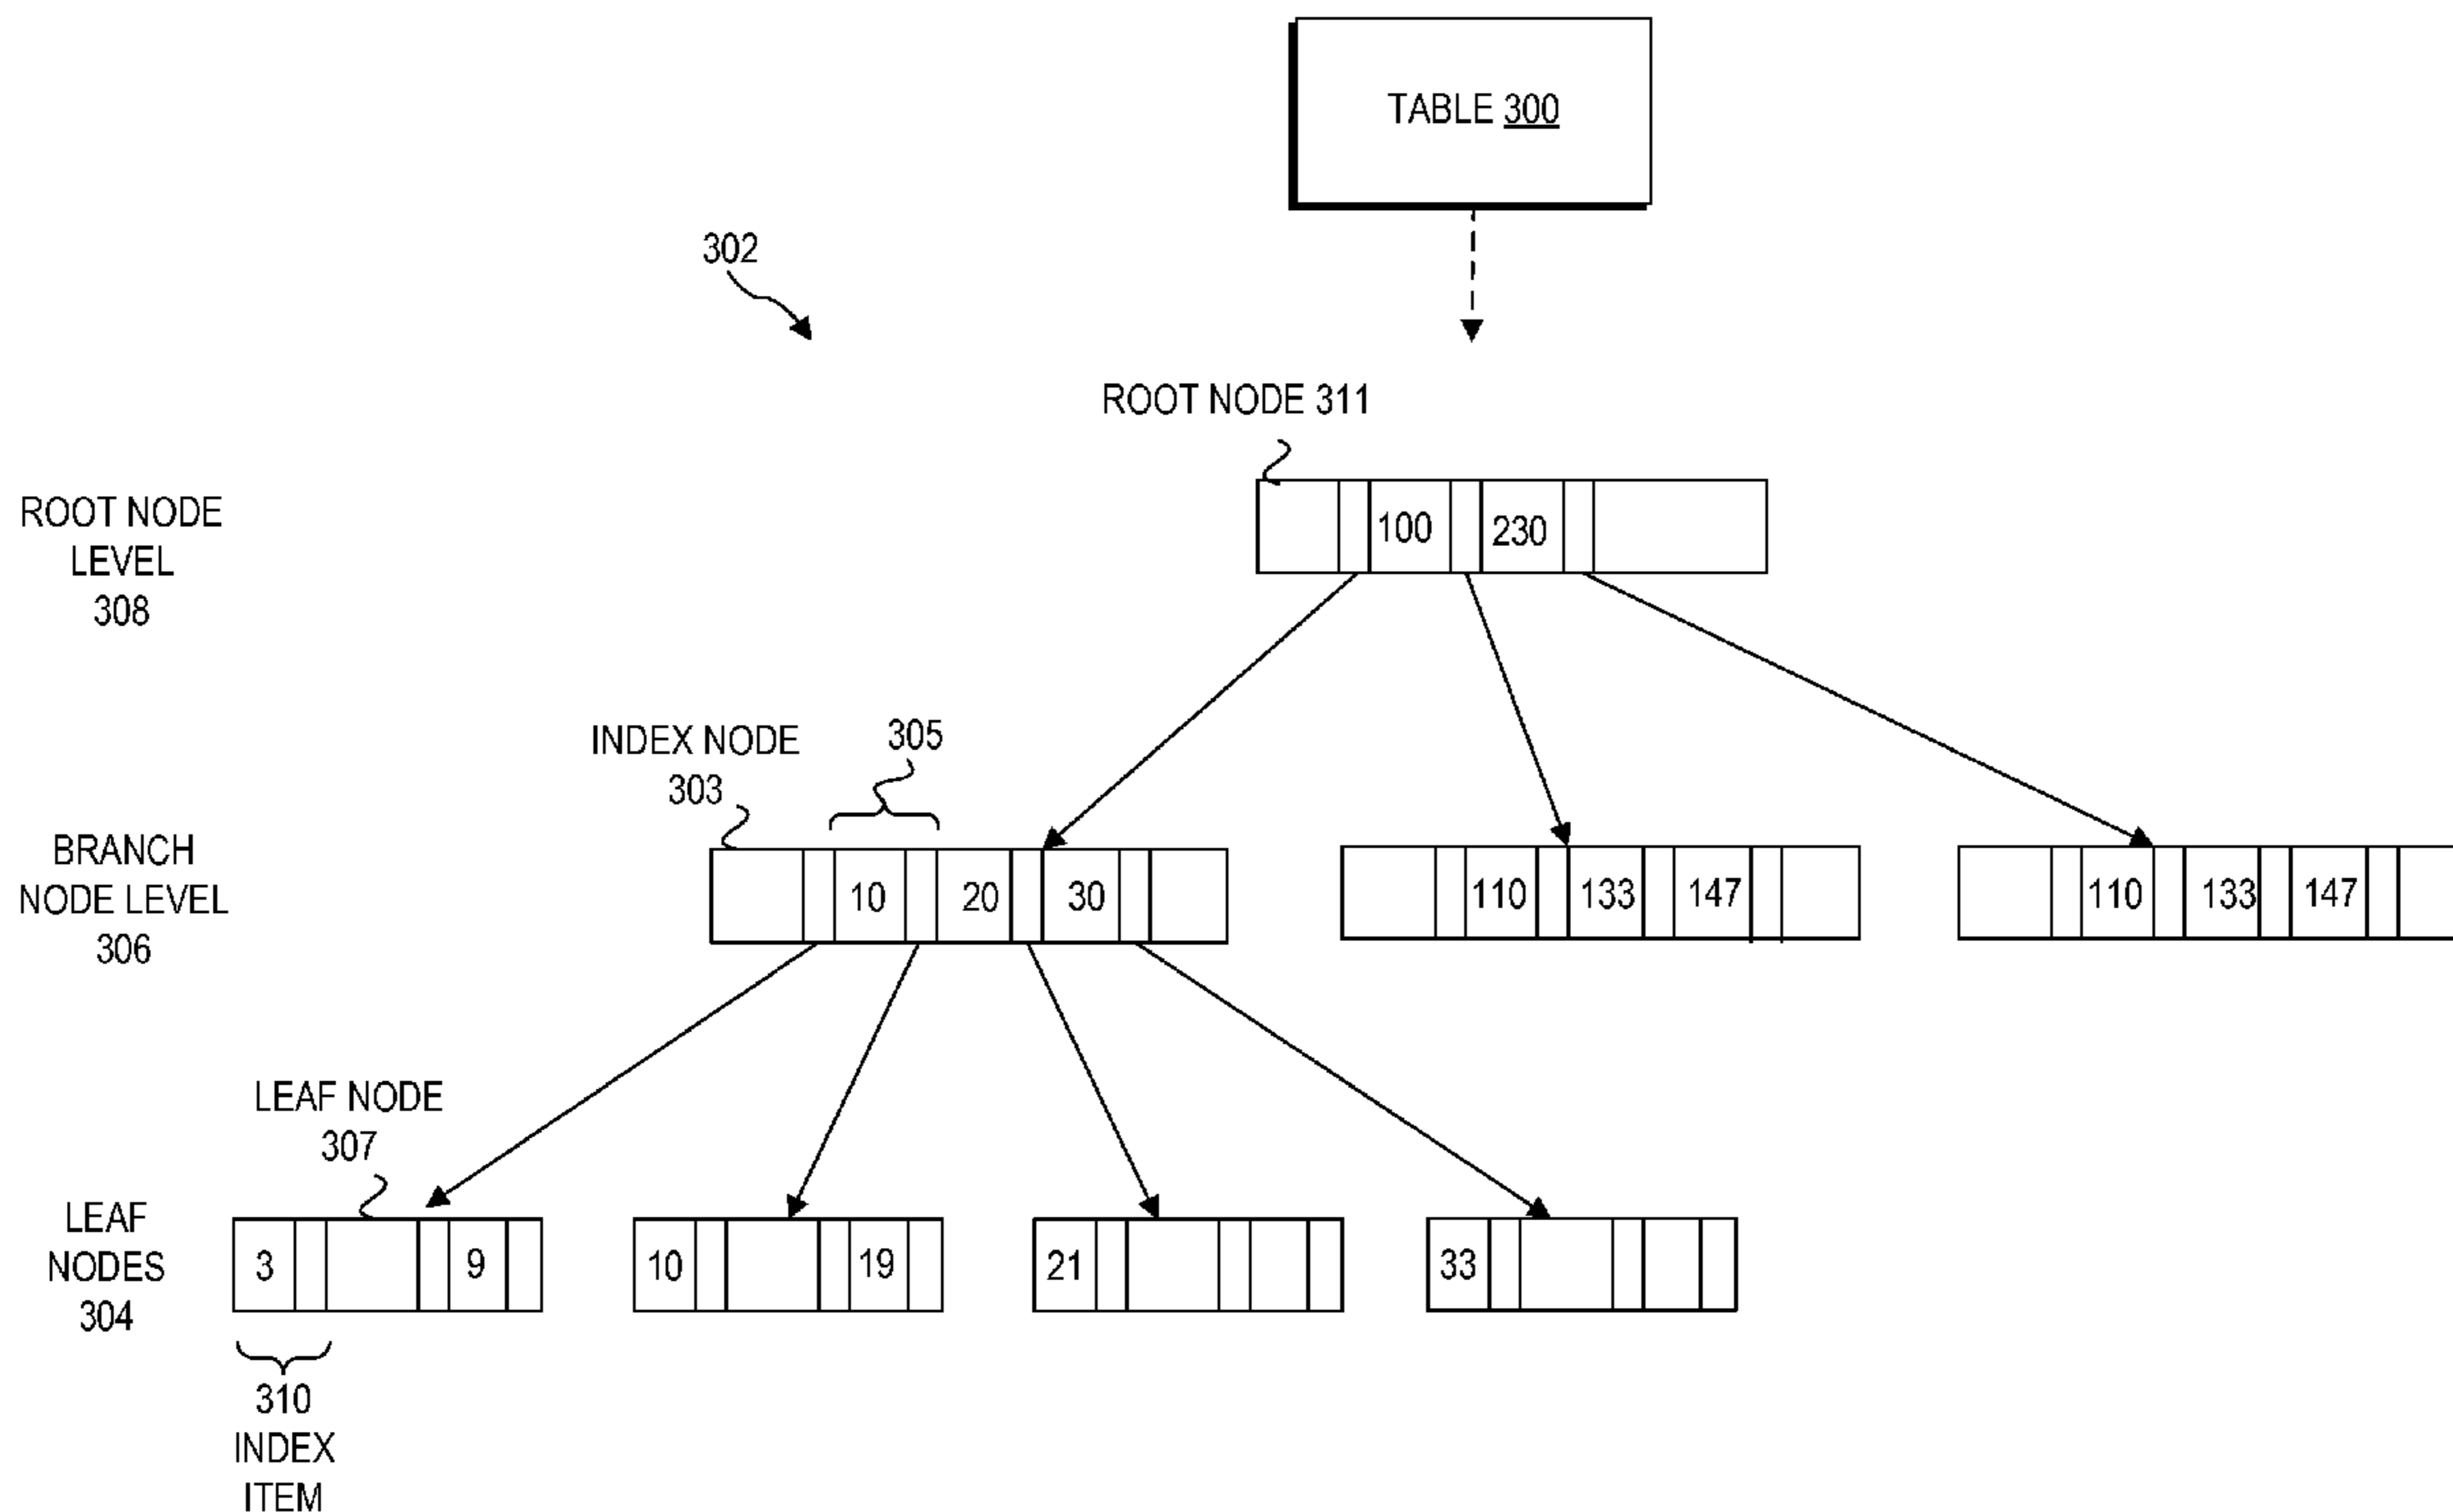 TABLE 300
302
ROOT NODE 311
ROOT NODE
LEVEL
308
100 230
INDEX NODE
303
305
BRANCH
NODE LEVEL
306
10 20 30
110 133 147
110 133 147
LEAF NODE
307
LEAF
NODES
304
3 9
10 19
21
33
310
INDEX
ITEM